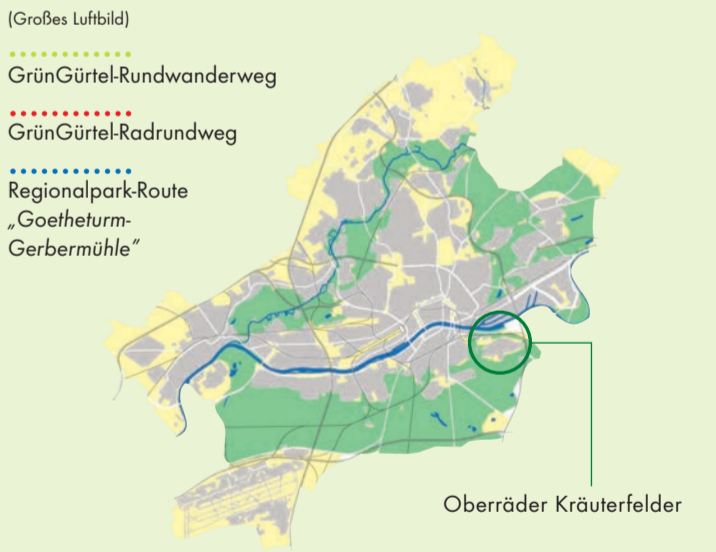 (Großes Luftbild)
GrünGürtel-Rundwanderweg
GrünGürtel-Radrundweg
Regionalpark-Route
„Goetheturm-
Gerbermühle”
Oberräder Kräuterfelder